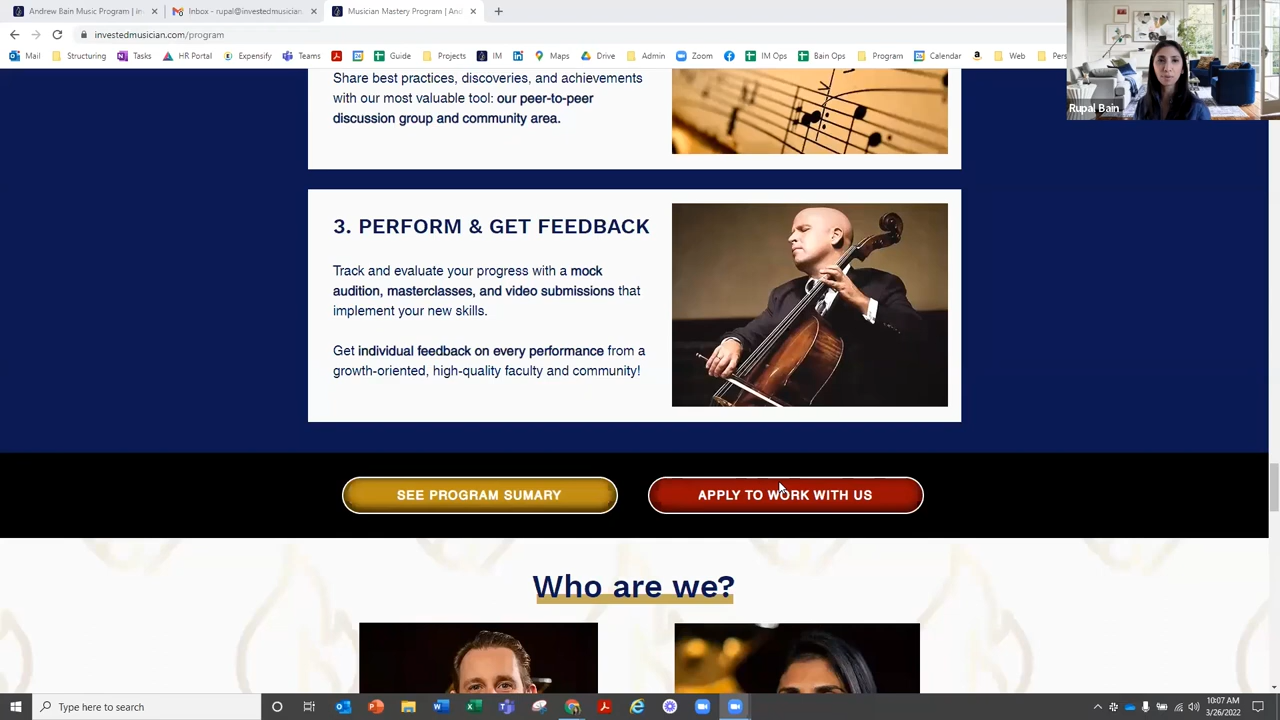 Andrew Bain Music Program | in
Inbox - rupal@investedmusician.
Musician Mastery Program | And
investedmusician.com/program
Mail
Structuring
Tasks
HR Portal
Expensify
Teams
Guide
Projects
IM
Maps
Drive
Admin
Zoom
IM Ops
Bain Ops
Program
Calendar
Web
Pers
Rupal Bain
Share best practices, discoveries, and achievements
with our most valuable tool: our peer-to-peer
discussion group and community area.
3. PERFORM & GET FEEDBACK
Track and evaluate your progress with a mock
audition, masterclasses, and video submissions that
implement your new skills.
Get individual feedback on every performance from a
growth-oriented, high-quality faculty and community!
SEE PROGRAM SUMARY
APPLY TO WORK WITH US
Who are we?
Type here to search
10:07 AM
3/26/2022